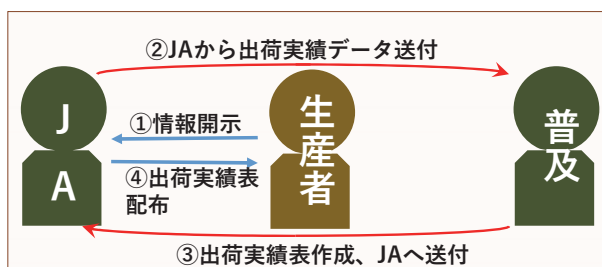 ②JAから出荷実績データ送付
JA
生産者
普及
①情報開示
④出荷実績表
配布
③出荷実績表作成、JAへ送付